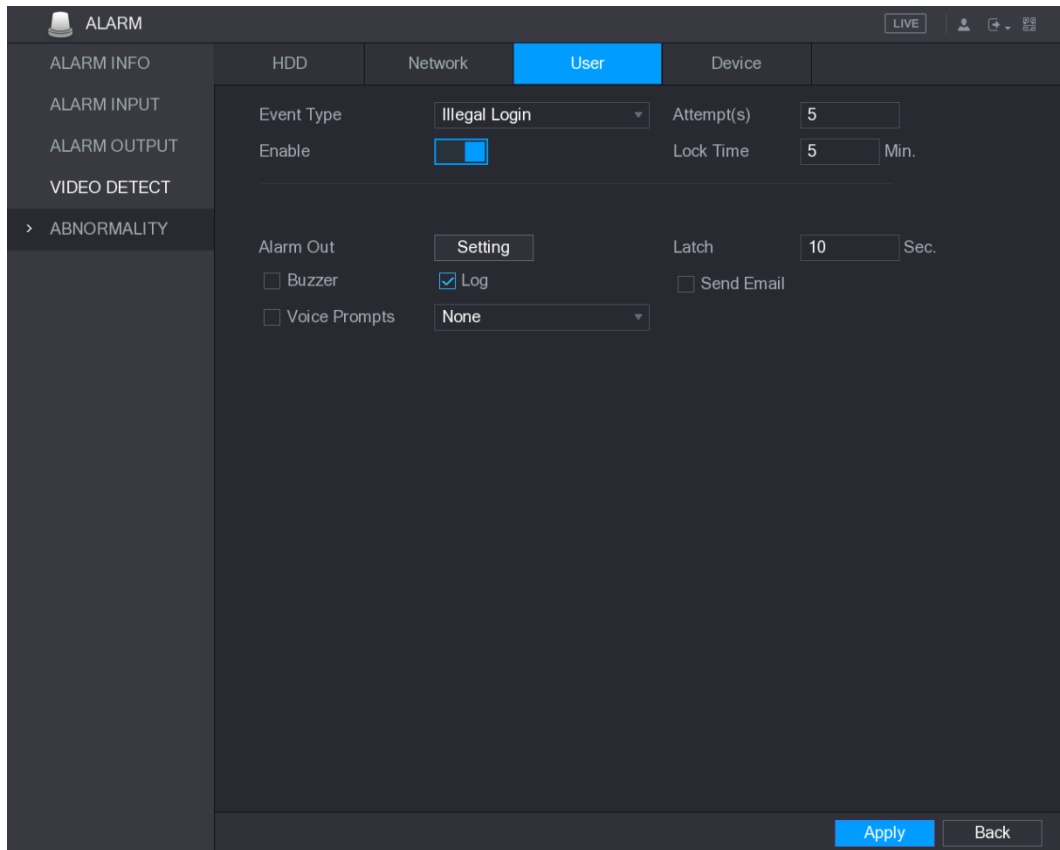 ALARM
LIVE
ALARM INFO
ALARM INPUT
ALARM OUTPUT
VIDEO DETECT
ABNORMALITY
HDD Network User Device
Event Type Illegal Login Attempt(s) 5
Enable Lock Time 5 Min.
Alarm Out Setting Latch 10 Sec.
Buzzer Log Send Email
Voice Prompts None
Apply Back